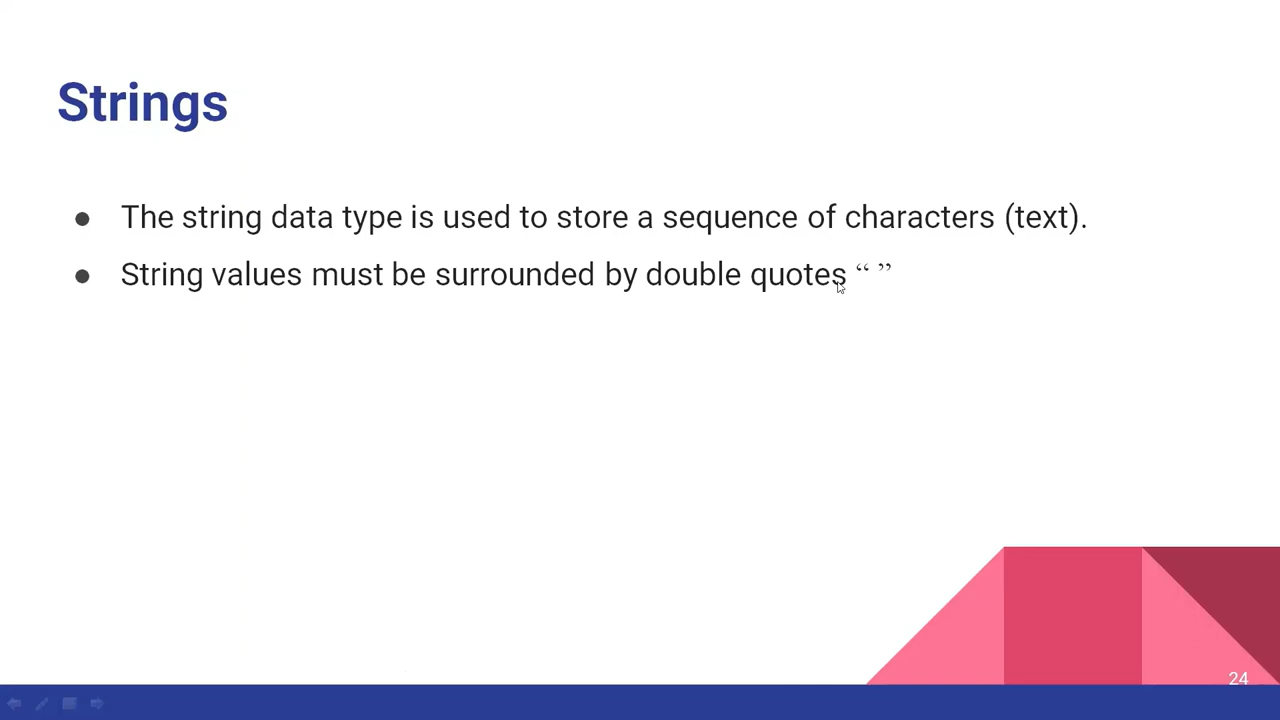 Strings
● The string data type is used to store a sequence of characters (text).
● String values must be surrounded by double quotes “ ”
24